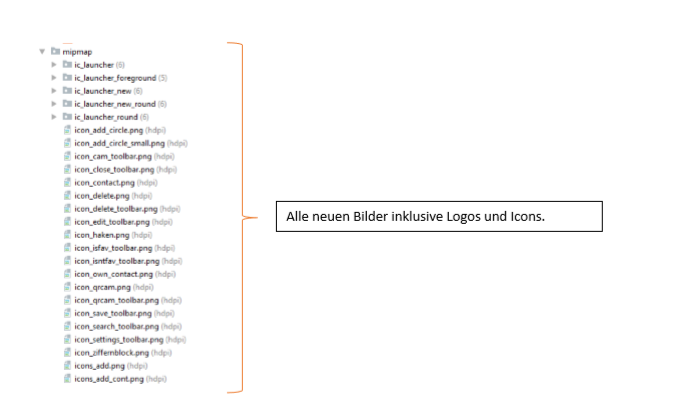 mipmap
ic_launcher (6)
ic_launcher_foreground (5)
ic_launcher_new (6)
ic_launcher_new_round (6)
ic_launcher_round (6)
icon_add_circle.png (hdpi)
icon_add_circle_small.png (hdpi)
icon_cam_toolbar.png (hdpi)
icon_close_toolbar.png (hdpi)
icon_contact.png (hdpi)
icon_delete.png (hdpi)
icon_delete_toolbar.png (hdpi)
icon_edit_toolbar.png (hdpi)
icon_haken.png (hdpi)
icon_isfav_toolbar.png (hdpi)
icon_isntfav_toolbar.png (hdpi)
icon_own_contact.png (hdpi)
icon_qrcam.png (hdpi)
icon_qrcam_toolbar.png (hdpi)
icon_save_toolbar.png (hdpi)
icon_search_toolbar.png (hdpi)
icon_settings_toolbar.png (hdpi)
icon_ziffernblock.png (hdpi)
icons_add.png (hdpi)
icons_add_cont.png (hdpi)
Alle neuen Bilder inklusive Logos und Icons.